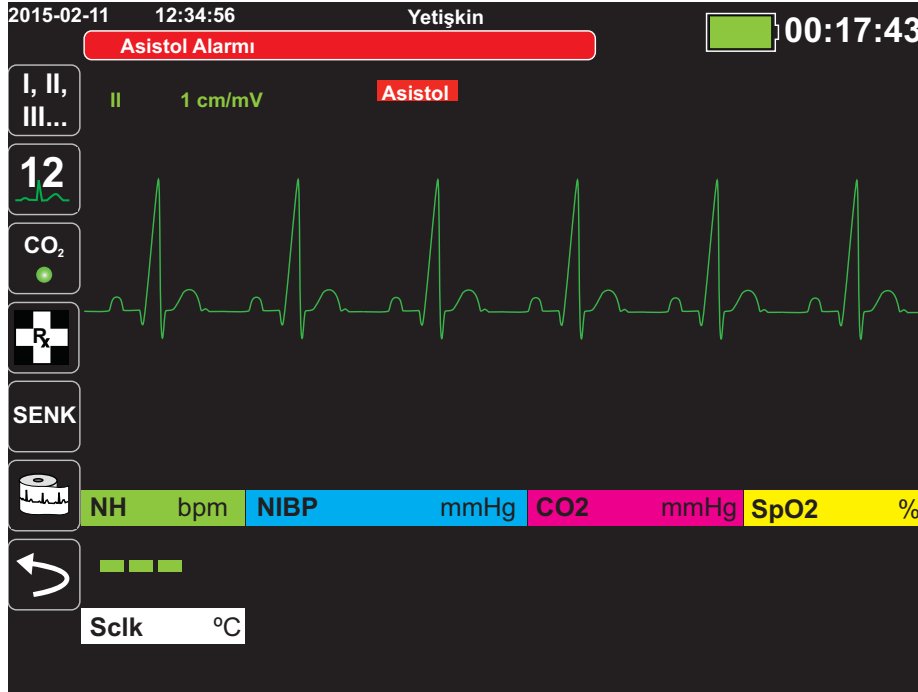 2015-02-11 12:34:56 Yetişkin
00:17:43
Asistol Alarmı
I, II,
III...
II 1 cm/mV Asistol
12
CO₂
Rx
SENK
NH bpm NIBP mmHg CO2 mmHg SpO2 %
---
Sclk ºC